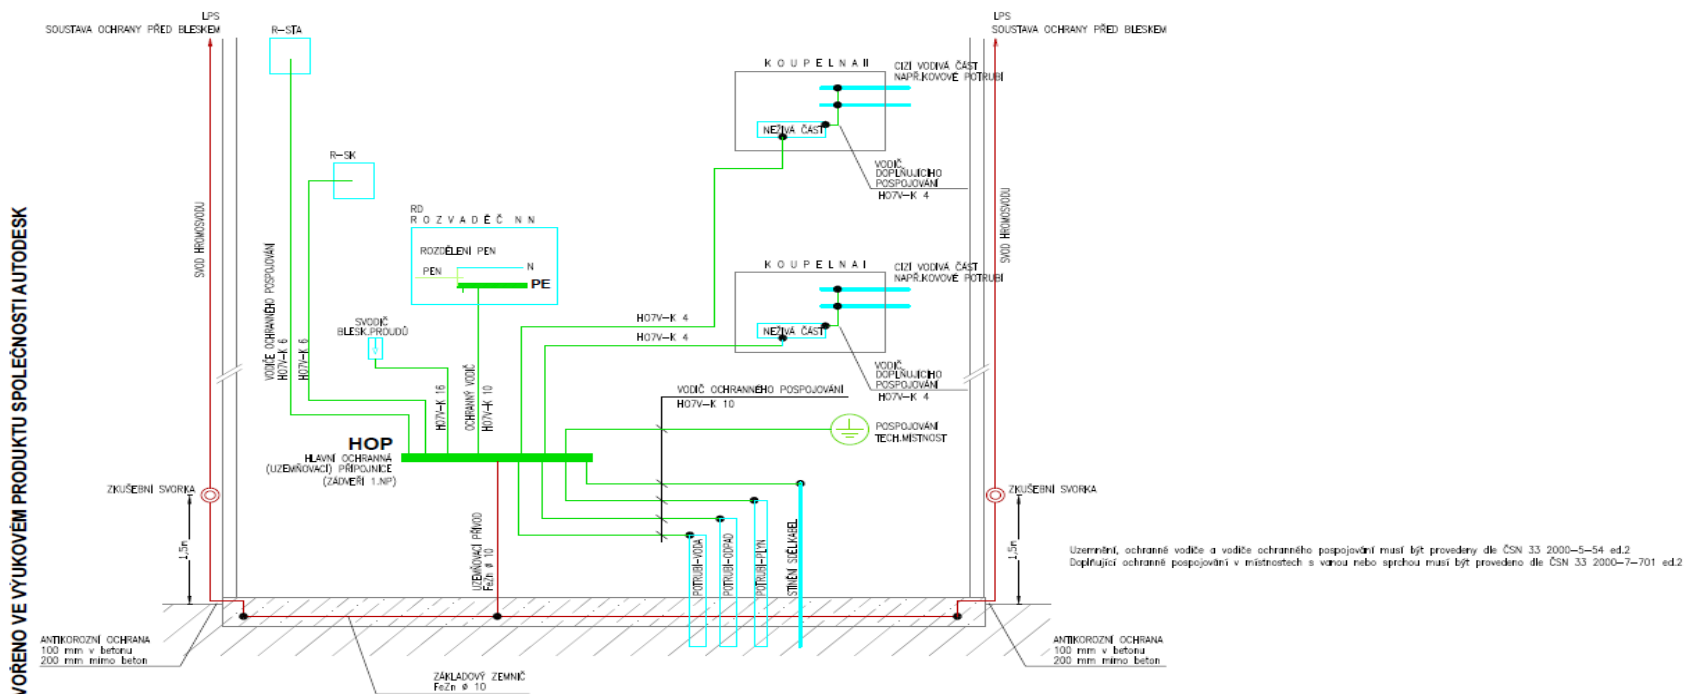 LPS
SOUSTAVA OCHRANY PŘED BLESKEM
R-STA
KOUPELNA II
CIZÍ VODIVÁ ČÁST
NAPŘ.KOVOVÉ POTRUBÍ
LPS
SOUSTAVA OCHRANY PŘED BLESKEM
NEŽIVÁ ČÁST
R-SK
VODIČ
DOPLŇUJÍCIHO
POSPOJOVÁNÍ
H07V-K 4
SVOD HROMOSVODU
SVOD HROMOSVODU
RD
ROZVADĚČ NN
ROZDĚLENÍ PEN
PEN
N
PE
KOUPELNA I
CIZÍ VODIVÁ ČÁST
NAPŘ.KOVOVÉ POTRUBÍ
VODIČE OCHRANNÉHO POSPOJOVÁNÍ
H07V-K 6
H07V-K 6
SVODIČ
BLESK.PROUDŮ
H07V-K 4
H07V-K 4
NEŽIVÁ ČÁST
VODIČ
DOPLŇUJÍCIHO
POSPOJOVÁNÍ
H07V-K 4
H07V-K 16
OCHRANNÝ VODIČ
H07V-K 10
VODIČ OCHRANNÉHO POSPOJOVÁNÍ
H07V-K 10
POSPOJOVÁNÍ
TECH.MÍSTNOST
HOP
HLAVNÍ OCHRANNÁ
(UZEMŇOVACÍ) PŘÍPOJNICE
(ZÁDVEŘÍ 1.NP)
ZKUŠEBNÍ SVORKA
ZKUŠEBNÍ SVORKA
1,5m
1,5m
UZEMŇOVACÍ PŘÍVOD
FeZn ø 10
POTRUBÍ-VODA
POTRUBÍ-ODPAD
POTRUBÍ-PLYN
STÍNĚNÍ SDĚL.KABEL
Uzemnění, ochranné vodiče a vodiče ochranného pospojování musí být provedeny dle ČSN 33 2000-5-54 ed.2
Doplňující ochranné pospojování v místnostech s vanou nebo sprchou musí být provedeno dle ČSN 33 2000-7-701 ed.2
ANTIKOROZNÍ OCHRANA
100 mm v betonu
200 mm mimo beton
ZÁKLADOVÝ ZEMNIČ
FeZn ø 10
ANTIKOROZNÍ OCHRANA
100 mm v betonu
200 mm mimo beton
VOŘENO VE VÝUKOVÉM PRODUKTU SPOLEČNOSTI AUTODESK